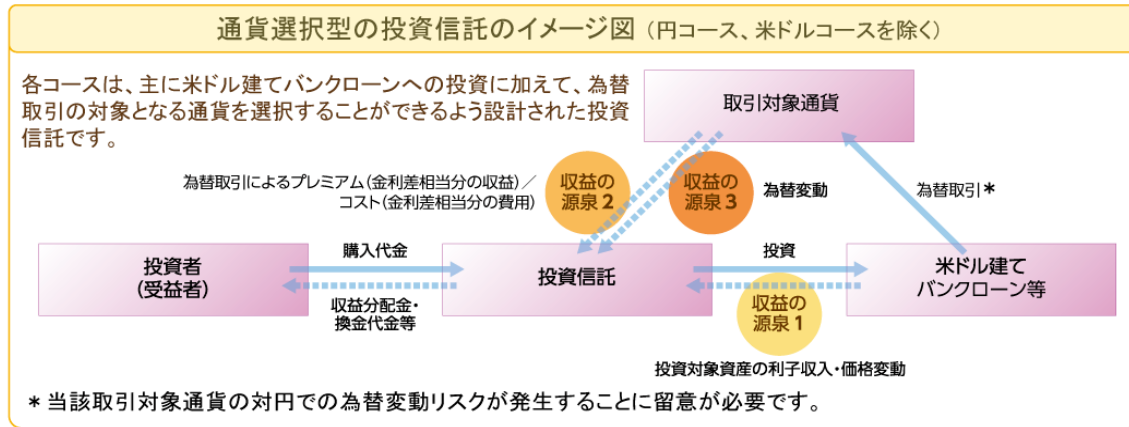 通貨選択型の投資信託のイメージ図（円コース、米ドルコースを除く）
各コースは、主に米ドル建てバンクローンへの投資に加えて、為替
取引の対象となる通貨を選択することができるよう設計された投資
信託です。
取引対象通貨
為替取引によるプレミアム（金利差相当分の収益）／
コスト（金利差相当分の費用）
収益の
源泉2
収益の
源泉3
為替変動
為替取引＊
投資者
（受益者）
購入代金
収益分配金・
換金代金等
投資信託
投資
収益の
源泉1
米ドル建て
バンクローン等
投資対象資産の利子収入・価格変動
＊当該取引対象通貨の対円での為替変動リスクが発生することに留意が必要です。